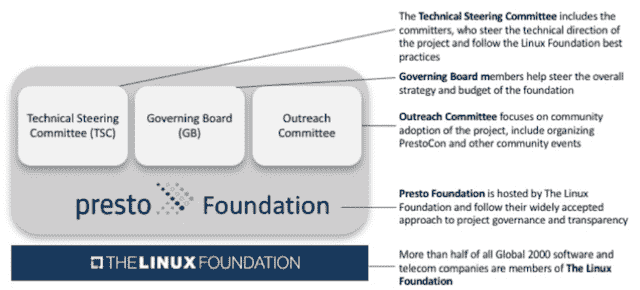 The Technical Steering Committee includes the
committers, who steer the technical direction of
the project and follow the Linux Foundation best
practices
Governing Board members help steer the overall
strategy and budget of the foundation
Technical Steering
Committee (TSC)
Governing Board
(GB)
Outreach
Committee
Outreach Committee focuses on community
adoption of the project, include organizing
PrestoCon and other community events
presto Foundation
Presto Foundation is hosted by The Linux
Foundation and follow their widely accepted
approach to project governance and transparency
THE LINUX FOUNDATION
More than half of all Global 2000 software and
telecom companies are members of The Linux
Foundation